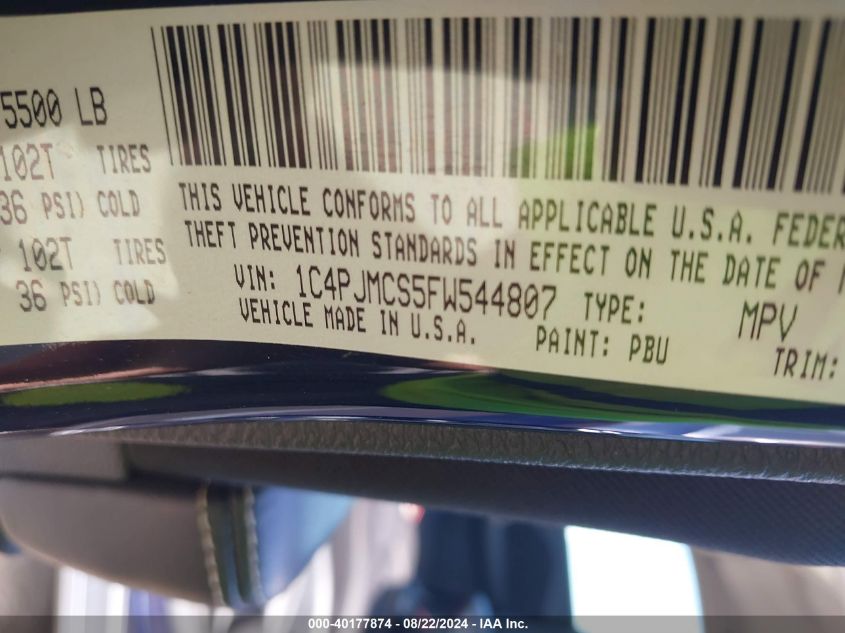 5500 LB
102T TIRES
36 PSI) COLD
102T TIRES
36 PSI) COLD
THIS VEHICLE CONFORMS TO ALL APPLICABLE U.S.A. FEDER
THEFT PREVENTION STANDARDS IN EFFECT ON THE DATE OF
VIN: 1C4PJMCS5FW544807 TYPE: MPV
VEHICLE MADE IN U.S.A. PAINT: PBU TRIM:
000-40177874 - 08/22/2024 - IAA Inc.